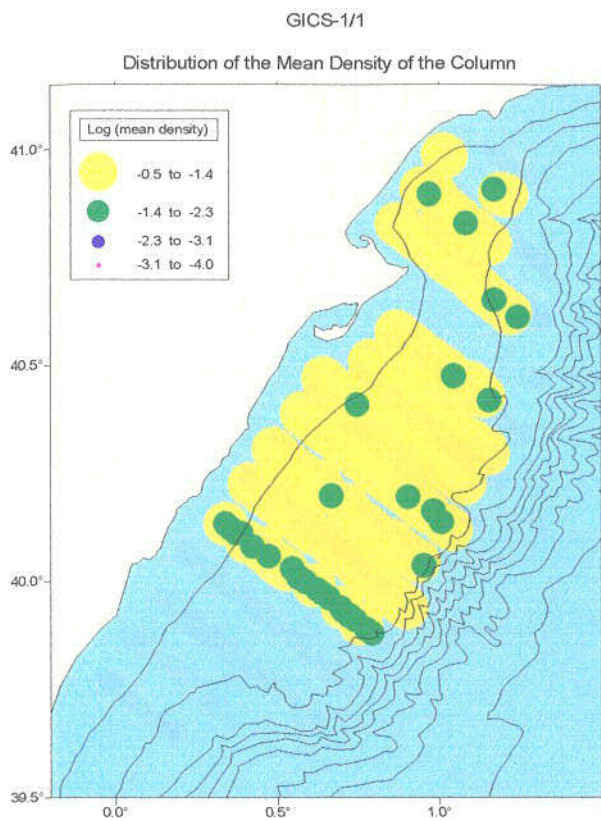 GICS-1/1
Distribution of the Mean Density of the Column
Log (mean density)
-0.5 to -1.4
-1.4 to -2.3
-2.3 to -3.1
-3.1 to -4.0
41.0°
40.5°
40.0°
39.5°
0.0°
0.5°
1.0°